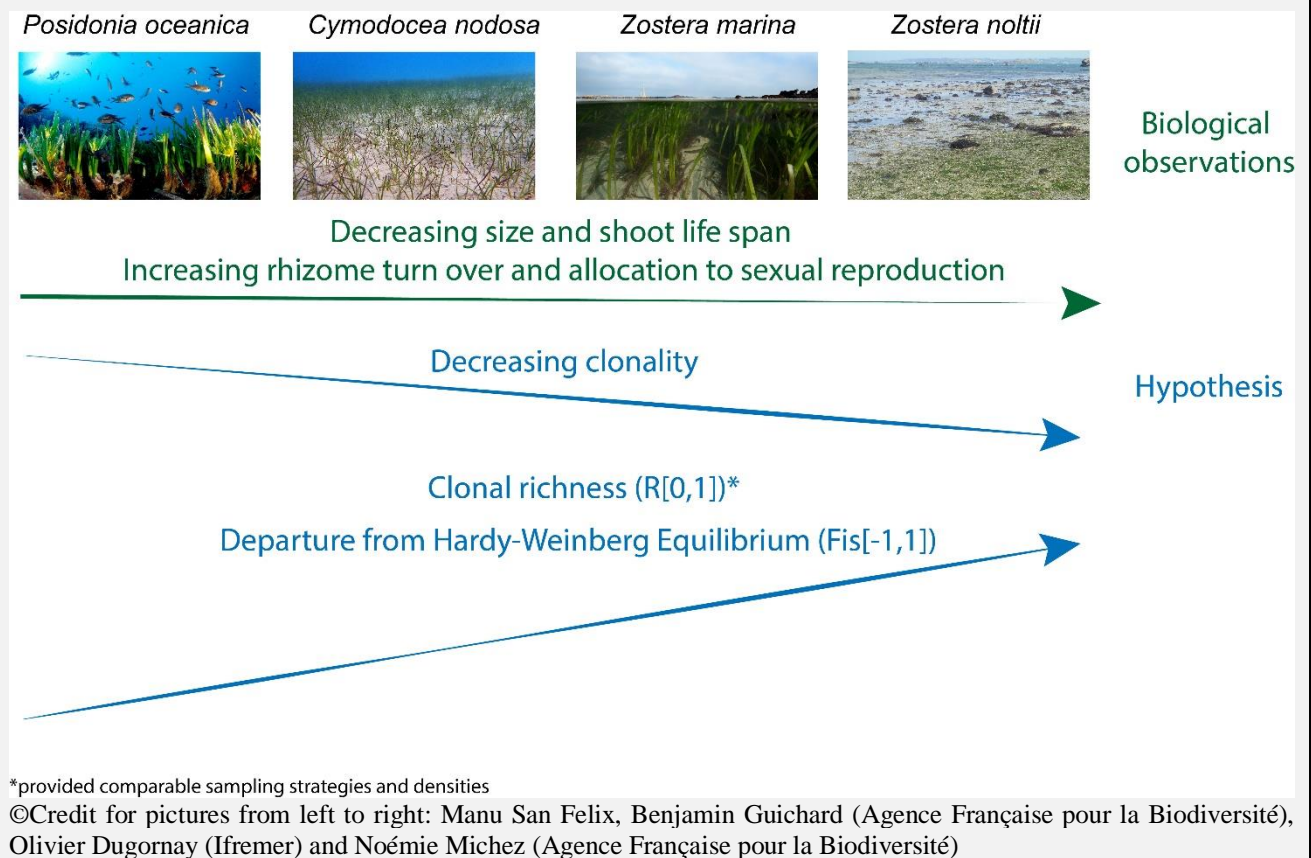 Posidonia oceanica
Cymodocea nodosa
Zostera marina
Zostera noltii
Biological
observations
Decreasing size and shoot life span
Increasing rhizome turn over and allocation to sexual reproduction
Decreasing clonality
Hypothesis
Clonal richness (R[0,1])*
Departure from Hardy-Weinberg Equilibrium (Fis[-1,1])
*provided comparable sampling strategies and densities
©Credit for pictures from left to right: Manu San Felix, Benjamin Guichard (Agence Française pour la Biodiversité),
Olivier Dugornay (Ifremer) and Noémie Michez (Agence Française pour la Biodiversité)